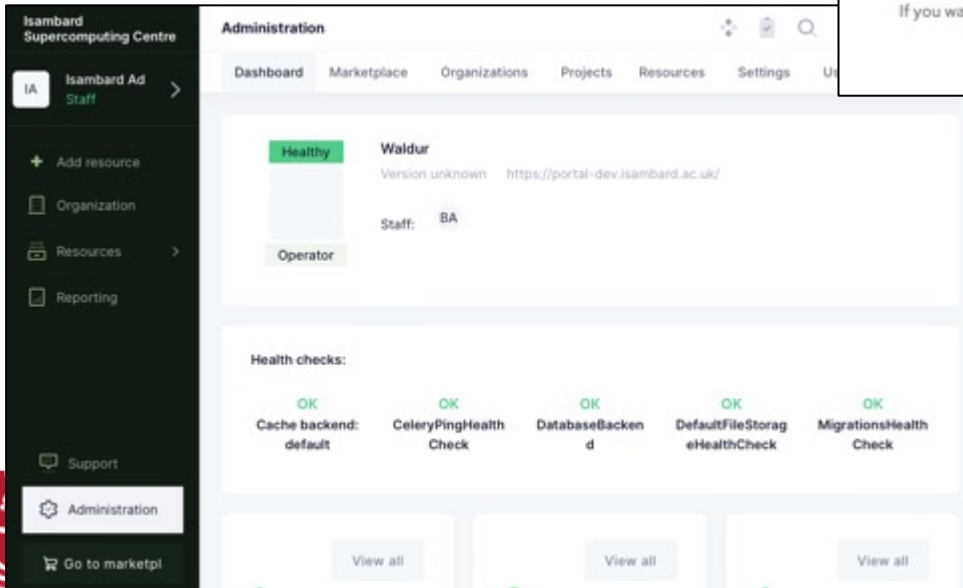 If you wa
Isambard
Supercomputing Centre
IA
Isambard Ad
Staff
Add resource
Organization
Resources
Reporting
Support
Administration
Go to marketpl
Administration
Dashboard Marketplace Organizations Projects Resources Settings Us
Healthy
Operator
Waldur
Version unknown https://portal-dev.isambard.ac.uk/
Staff: BA
Health checks:
OK OK OK OK OK
Cache backend: CeleryPingHealth DatabaseBacken DefaultFileStorag MigrationsHealth
default Check d eHealthCheck Check
View all View all View all